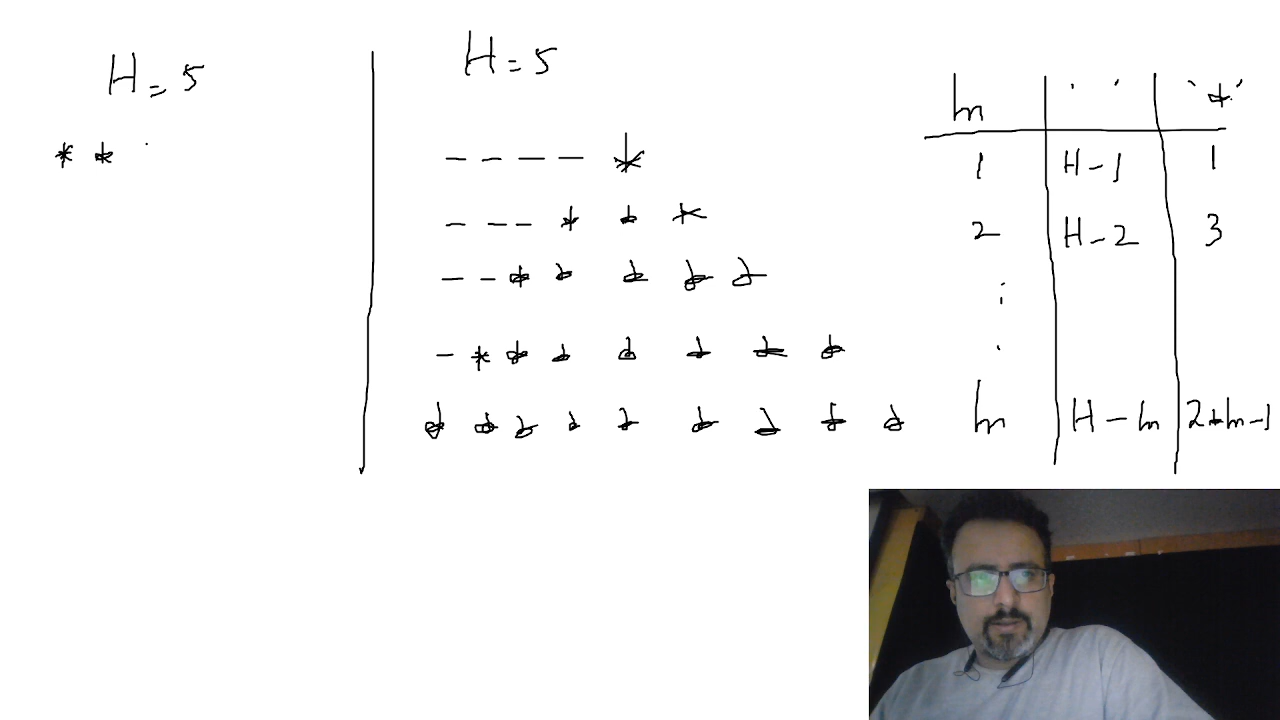 H=5
* *
H=5
- - - - *
- - - * * *
- - * * * * *
- * * * * * * *
* * * * * * * * *
n ' ' '*'
1 H-1 1
2 H-2 3
:
.
n H-n 2*n-1